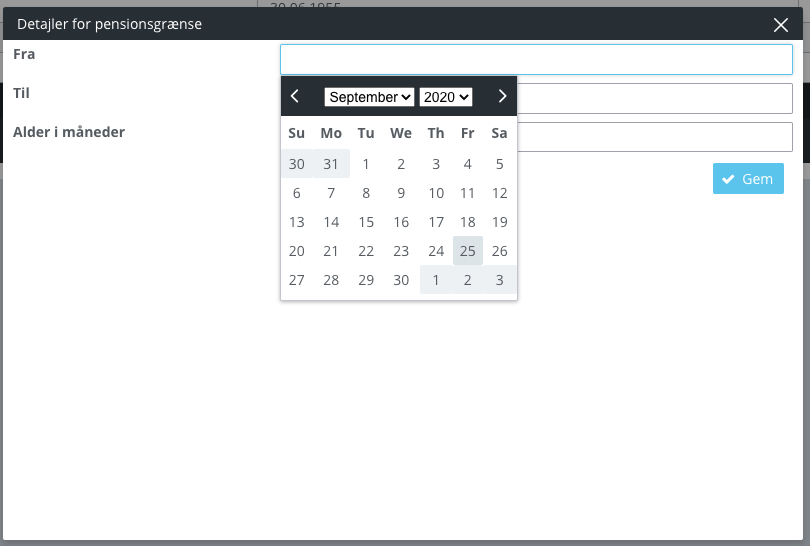 30.06.1955
Detajler for pensionsgrænse
Fra
Til
Alder i måneder
September 2020
Su Mo Tu We Th Fr Sa
30 31 1 2 3 4 5
6 7 8 9 10 11 12
13 14 15 16 17 18 19
20 21 22 23 24 25 26
27 28 29 30 1 2 3
Gem